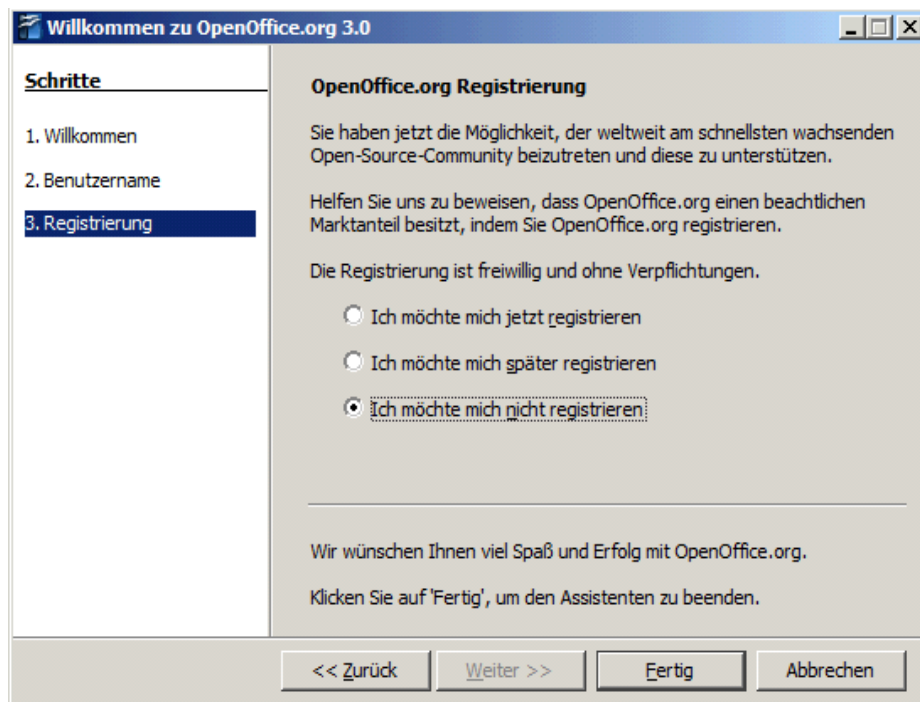 Willkommen zu OpenOffice.org 3.0
Schritte
1. Willkommen
2. Benutzername
3. Registrierung
OpenOffice.org Registrierung
Sie haben jetzt die Möglichkeit, der weltweit am schnellsten wachsenden
Open-Source-Community beizutreten und diese zu unterstützen.
Helfen Sie uns zu beweisen, dass OpenOffice.org einen beachtlichen
Marktanteil besitzt, indem Sie OpenOffice.org registrieren.
Die Registrierung ist freiwillig und ohne Verpflichtungen.
Ich möchte mich jetzt registrieren
Ich möchte mich später registrieren
Ich möchte mich nicht registrieren
Wir wünschen Ihnen viel Spaß und Erfolg mit OpenOffice.org.
Klicken Sie auf 'Fertig', um den Assistenten zu beenden.
<< Zurück
Weiter >>
Fertig
Abbrechen